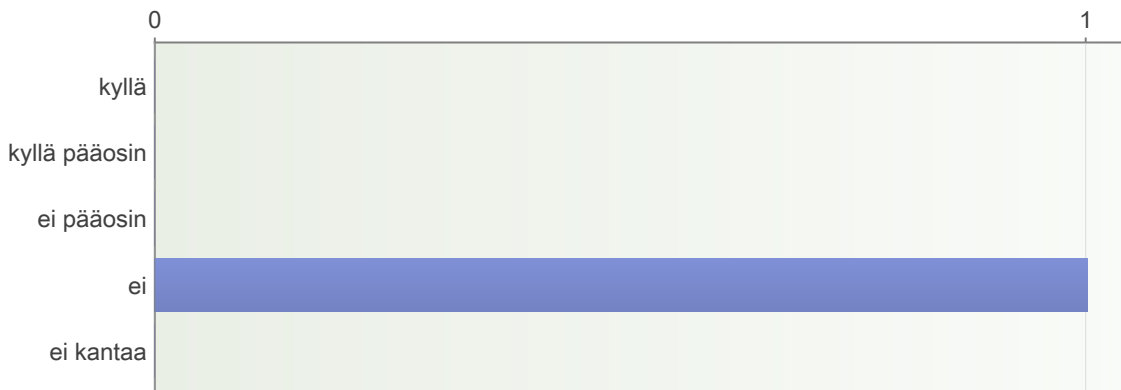 0 1
kyllä
kyllä pääosin
ei pääosin
ei
ei kantaa